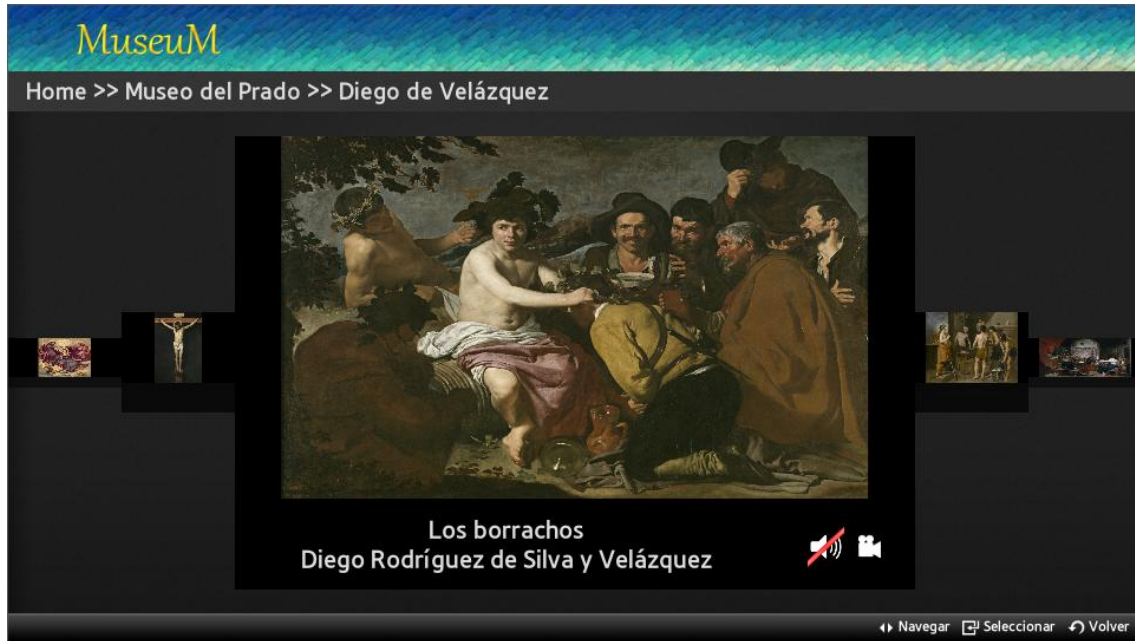 MuseuM
Home >> Museo del Prado >> Diego de Velázquez
Los borrachos
Diego Rodríguez de Silva y Velázquez
Navegar Seleccionar Volver